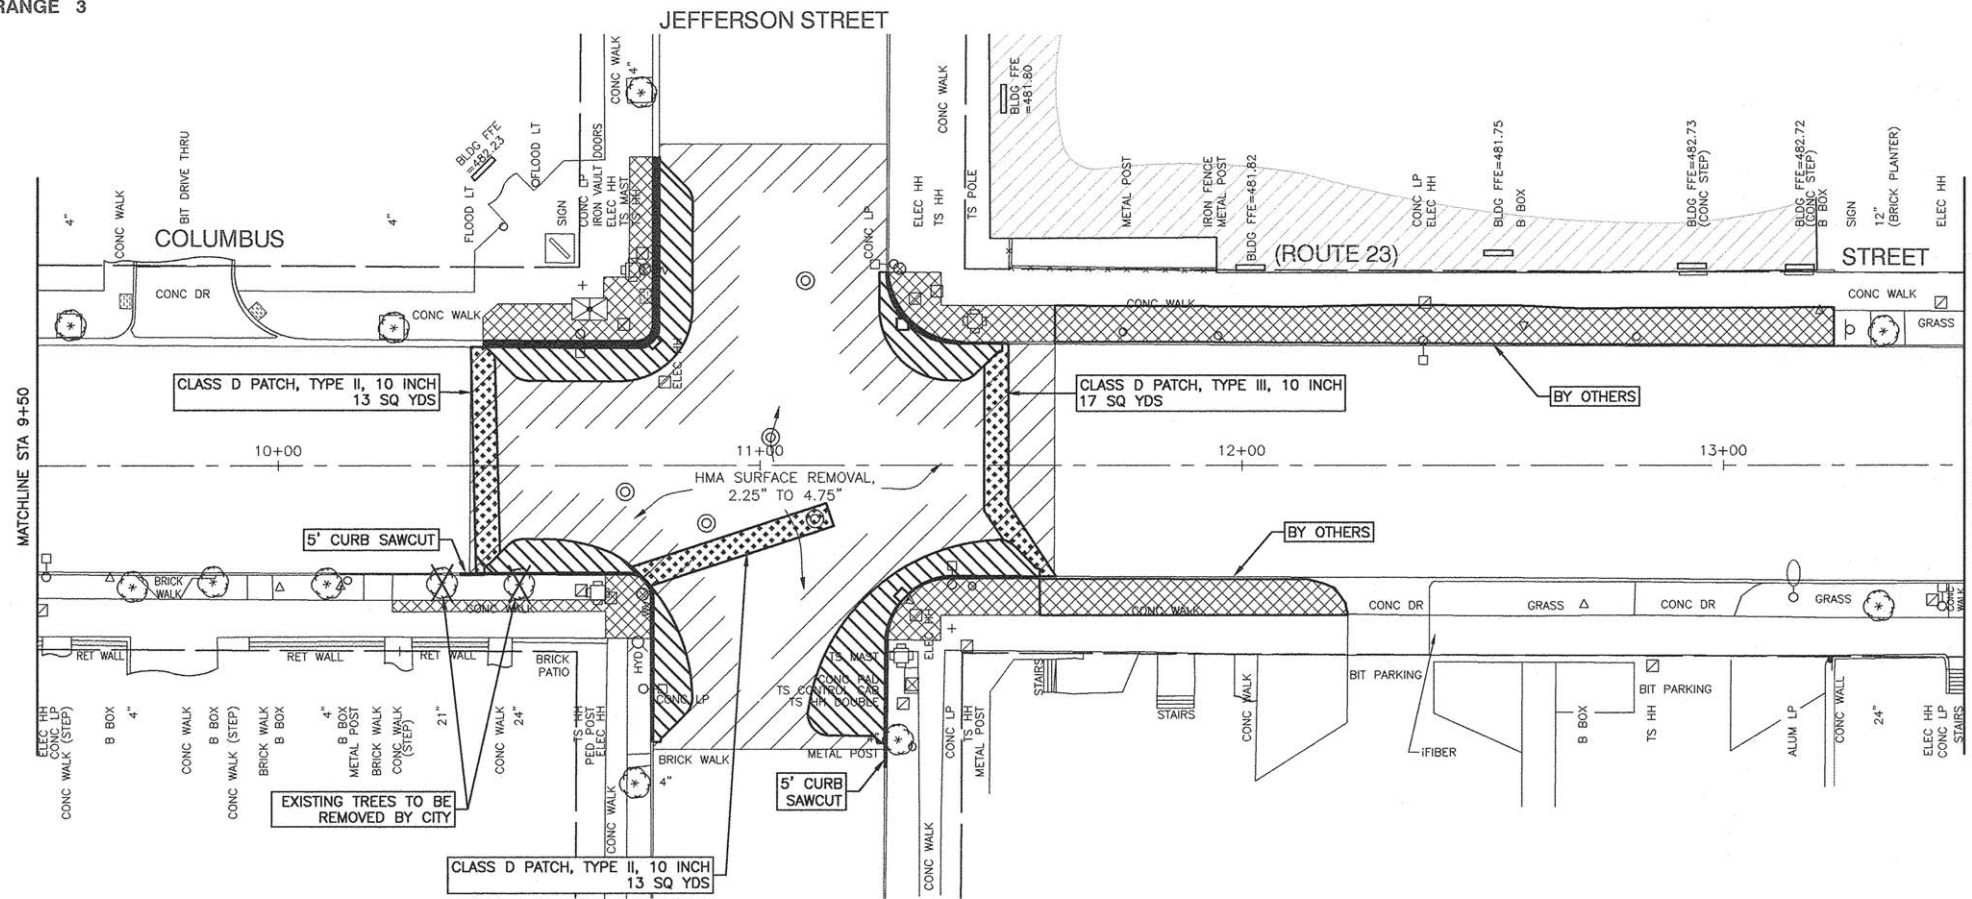 RANGE 3
JEFFERSON STREET
COLUMBUS
(ROUTE 23)
STREET
4"
CONC WALK
BIT DRIVE THRU
4"
FLOOD LT
BLDG FFE
=482.23
FLOOD LT
SIGN
CONC LP
IRON VAULT DOORS
ELEC HH
TS MAST
TS HH
CONC WALK
4"
CONC LP
ELEC HH
TS HH
CONC WALK
TS POLE
BLDG FFE
=481.80
METAL POST
IRON FENCE
METAL POST
BLDG FFE=481.82
CONC LP
ELEC HH
BLDG FFE=481.75
B BOX
BLDG FFE=482.73
(CONC STEP)
BLDG FFE=482.72
(CONC STEP)
B BOX
SIGN
12"
(BRICK PLANTER)
ELEC HH
CONC DR
CONC WALK
CONC WALK
CONC WALK
GRASS
ELEC HH
MATCHLINE STA 9+50
CLASS D PATCH, TYPE II, 10 INCH
13 SQ YDS
CLASS D PATCH, TYPE III, 10 INCH
17 SQ YDS
BY OTHERS
10+00
11+00
12+00
13+00
HMA SURFACE REMOVAL,
2.25" TO 4.75"
5' CURB SAWCUT
BY OTHERS
BRICK
WALK
CONC WALK
CONC WALK
CONC DR
GRASS
CONC DR
GRASS
CONC
WALK
RET WALL
RET WALL
RET WALL
BRICK
PATIO
HYD
CONC LP
TS MAST
CONC PAD
TS CONTROL CAB
TS HH DOUBLE
ELEC HH
4"
METAL POST
STAIRS
STAIRS
CONC WALK
BIT PARKING
BIT PARKING
iFIBER
ELEC HH
CONC LP
CONC WALK (STEP)
B BOX
4"
CONC WALK
B BOX
CONC WALK (STEP)
BRICK WALK
B BOX
4"
B BOX
METAL POST
BRICK WALK
CONC WALK
(STEP)
21"
CONC WALK
24"
TS HH
PED POST
ELEC HH
CONC WALK
BRICK WALK
4"
CONC LP
TS HH
METAL POST
CONC WALK
B BOX
TS HH
ALUM LP
CONC WALL
24"
ELEC HH
CONC LP
STAIRS
EXISTING TREES TO BE
REMOVED BY CITY
5' CURB
SAWCUT
CLASS D PATCH, TYPE II, 10 INCH
13 SQ YDS